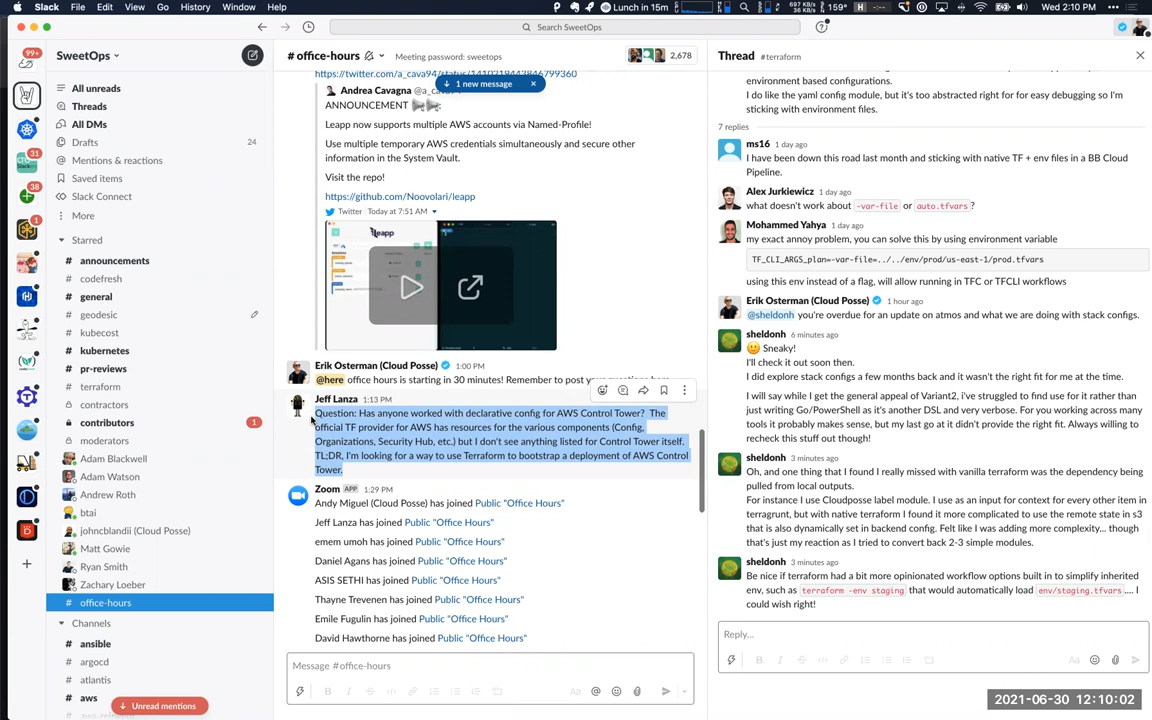 Slack File Edit View Go History Window Help
Lunch in 15m
159°
Wed 2:10 PM
Search SweetOps
99+
SweetOps
# office-hours
Meeting password: sweetops
2,678
Thread #terraform
All unreads
Threads
All DMs
Drafts 24
Mentions & reactions
Saved items
Slack Connect
More
Starred
announcements
codefresh
general
geodesic
kubecost
kubernetes
pr-reviews
terraform
contractors
contributors 1
moderators
Adam Blackwell
Adam Watson
Andrew Roth
btai
johncblandii (Cloud Posse)
Matt Gowie
Ryan Smith
Zachary Loeber
# office-hours
Channels
ansible
argocd
atlantis
# aws
Unread mentions
31
38
1
1 new message
Andrea Cavagna
ANNOUNCEMENT
Leapp now supports multiple AWS accounts via Named-Profile!
Use multiple temporary AWS credentials simultaneously and secure other
information in the System Vault.
Visit the repo!
https://github.com/Noovolari/leapp
Twitter Today at 7:51 AM
leapp
Erik Osterman (Cloud Posse) 1:00 PM
@here office hours is starting in 30 minutes! Remember to post your questions here.
Jeff Lanza 1:13 PM
Question: Has anyone worked with declarative config for AWS Control Tower? The
official TF provider for AWS has resources for the various components (Config,
Organizations, Security Hub, etc.) but I don't see anything listed for Control Tower itself.
TL;DR, I'm looking for a way to use Terraform to bootstrap a deployment of AWS Control
Tower.
Zoom APP 1:29 PM
Andy Miguel (Cloud Posse) has joined Public "Office Hours"
Jeff Lanza has joined Public "Office Hours"
emem umoh has joined Public "Office Hours"
Daniel Agans has joined Public "Office Hours"
ASIS SETHI has joined Public "Office Hours"
Thayne Trevenen has joined Public "Office Hours"
Emile Fugulin has joined Public "Office Hours"
David Hawthorne has joined Public "Office Hours"
Message #office-hours
environment based configurations.
I do like the yaml config module, but it's too abstracted right for for easy debugging so I'm
sticking with environment files.
7 replies
ms16 1 day ago
I have been down this road last month and sticking with native TF + env files in a BB Cloud
Pipeline.
Alex Jurkiewicz 1 day ago
what doesn't work about -var-file or auto.tfvars?
Mohammed Yahya 1 day ago
my exact annoy problem, you can solve this by using environment variable
TF_CLI_ARGS_plan=-var-file=../../env/prod/us-east-1/prod.tfvars
using this env instead of a flag, will allow running in TFC or TFCLI workflows
Erik Osterman (Cloud Posse) 1 hour ago
@sheldonh you're overdue for an update on atmos and what we are doing with stack configs.
sheldonh 6 minutes ago
Sneaky!
I'll check it out soon then.
I did explore stack configs a few months back and it wasn't the right fit for me at the time.
I will say while I get the general appeal of Variant2, i've struggled to find use for it rather than
just writing Go/PowerShell as it's another DSL and very verbose. For you working across many
tools it probably makes sense, but my last go at it didn't provide the right fit. Always willing to
recheck this stuff out though!
sheldonh 3 minutes ago
Oh, and one thing that I found I really missed with vanilla terraform was the dependency being
pulled from local outputs.
For instance I use Cloudposse label module. I use as an input for context for every other item in
terragrunt, but with native terraform I found it more complicated to use the remote state in s3
that is also dynamically set in backend config. Felt like I was adding more complexity... though
that's just my reaction as I tried to convert back 2-3 simple modules.
sheldonh 3 minutes ago
Be nice if terraform had a bit more opinionated workflow options built in to simplify inherited
env, such as terraform -env staging that would automatically load env/staging.tfvars.... I
could wish right!
Reply...
2021-06-30 12:10:02